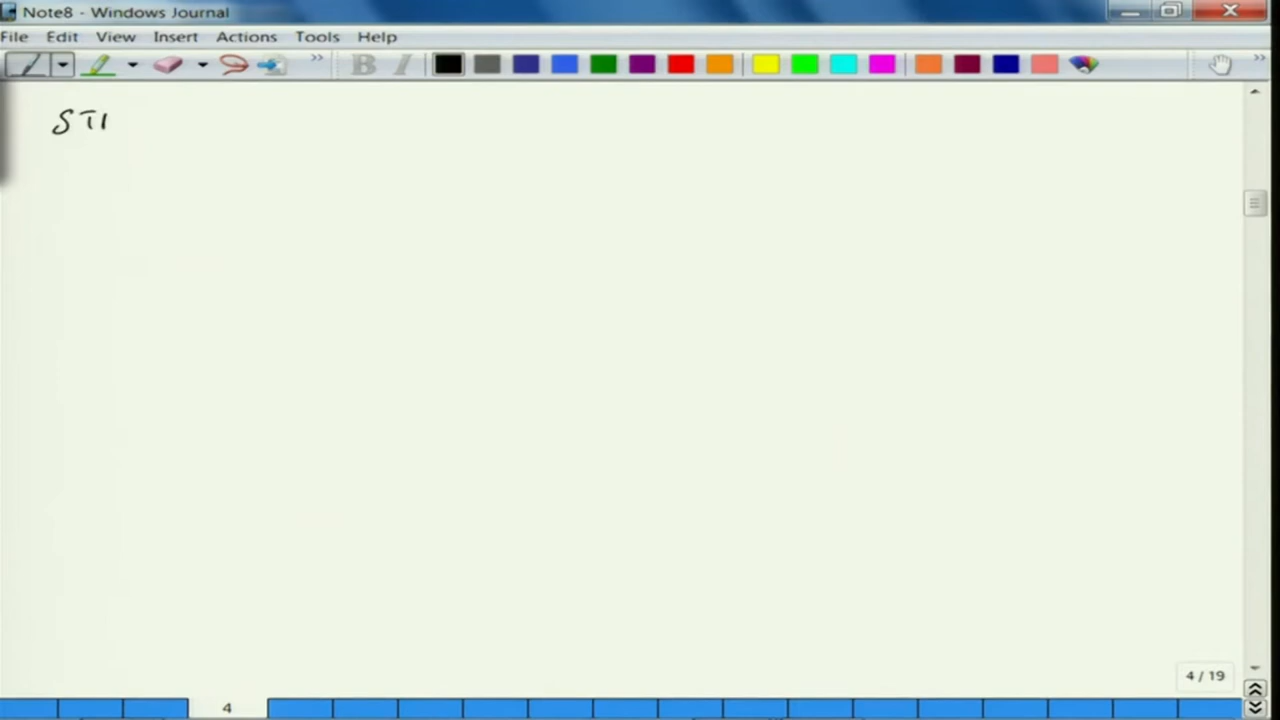 Note8 - Windows Journal
File Edit View Insert Actions Tools Help
B I
STI
4 / 19
4